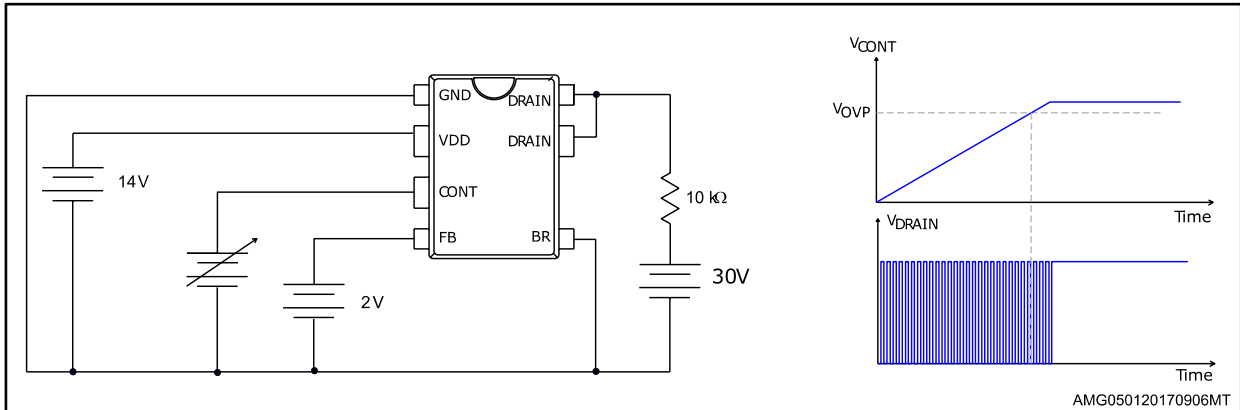 GND
DRAIN
VDD
DRAIN
CONT
FB
BR
14V
2V
10 kΩ
30V
VCONT
VOVP
Time
VDRAIN
Time
AMG050120170906MT